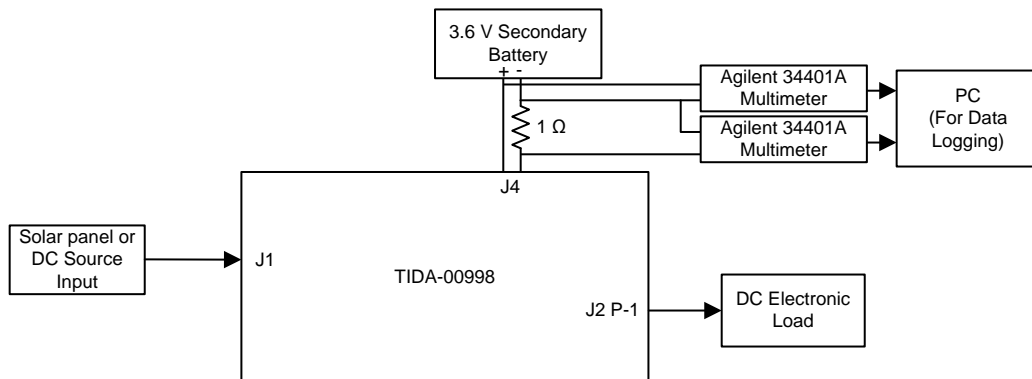 3.6 V Secondary
Battery
+ -
1 Ω
Agilent 34401A
Multimeter
Agilent 34401A
Multimeter
PC
(For Data
Logging)
J4
Solar panel or
DC Source
Input
J1
TIDA-00998
J2 P-1
DC Electronic
Load